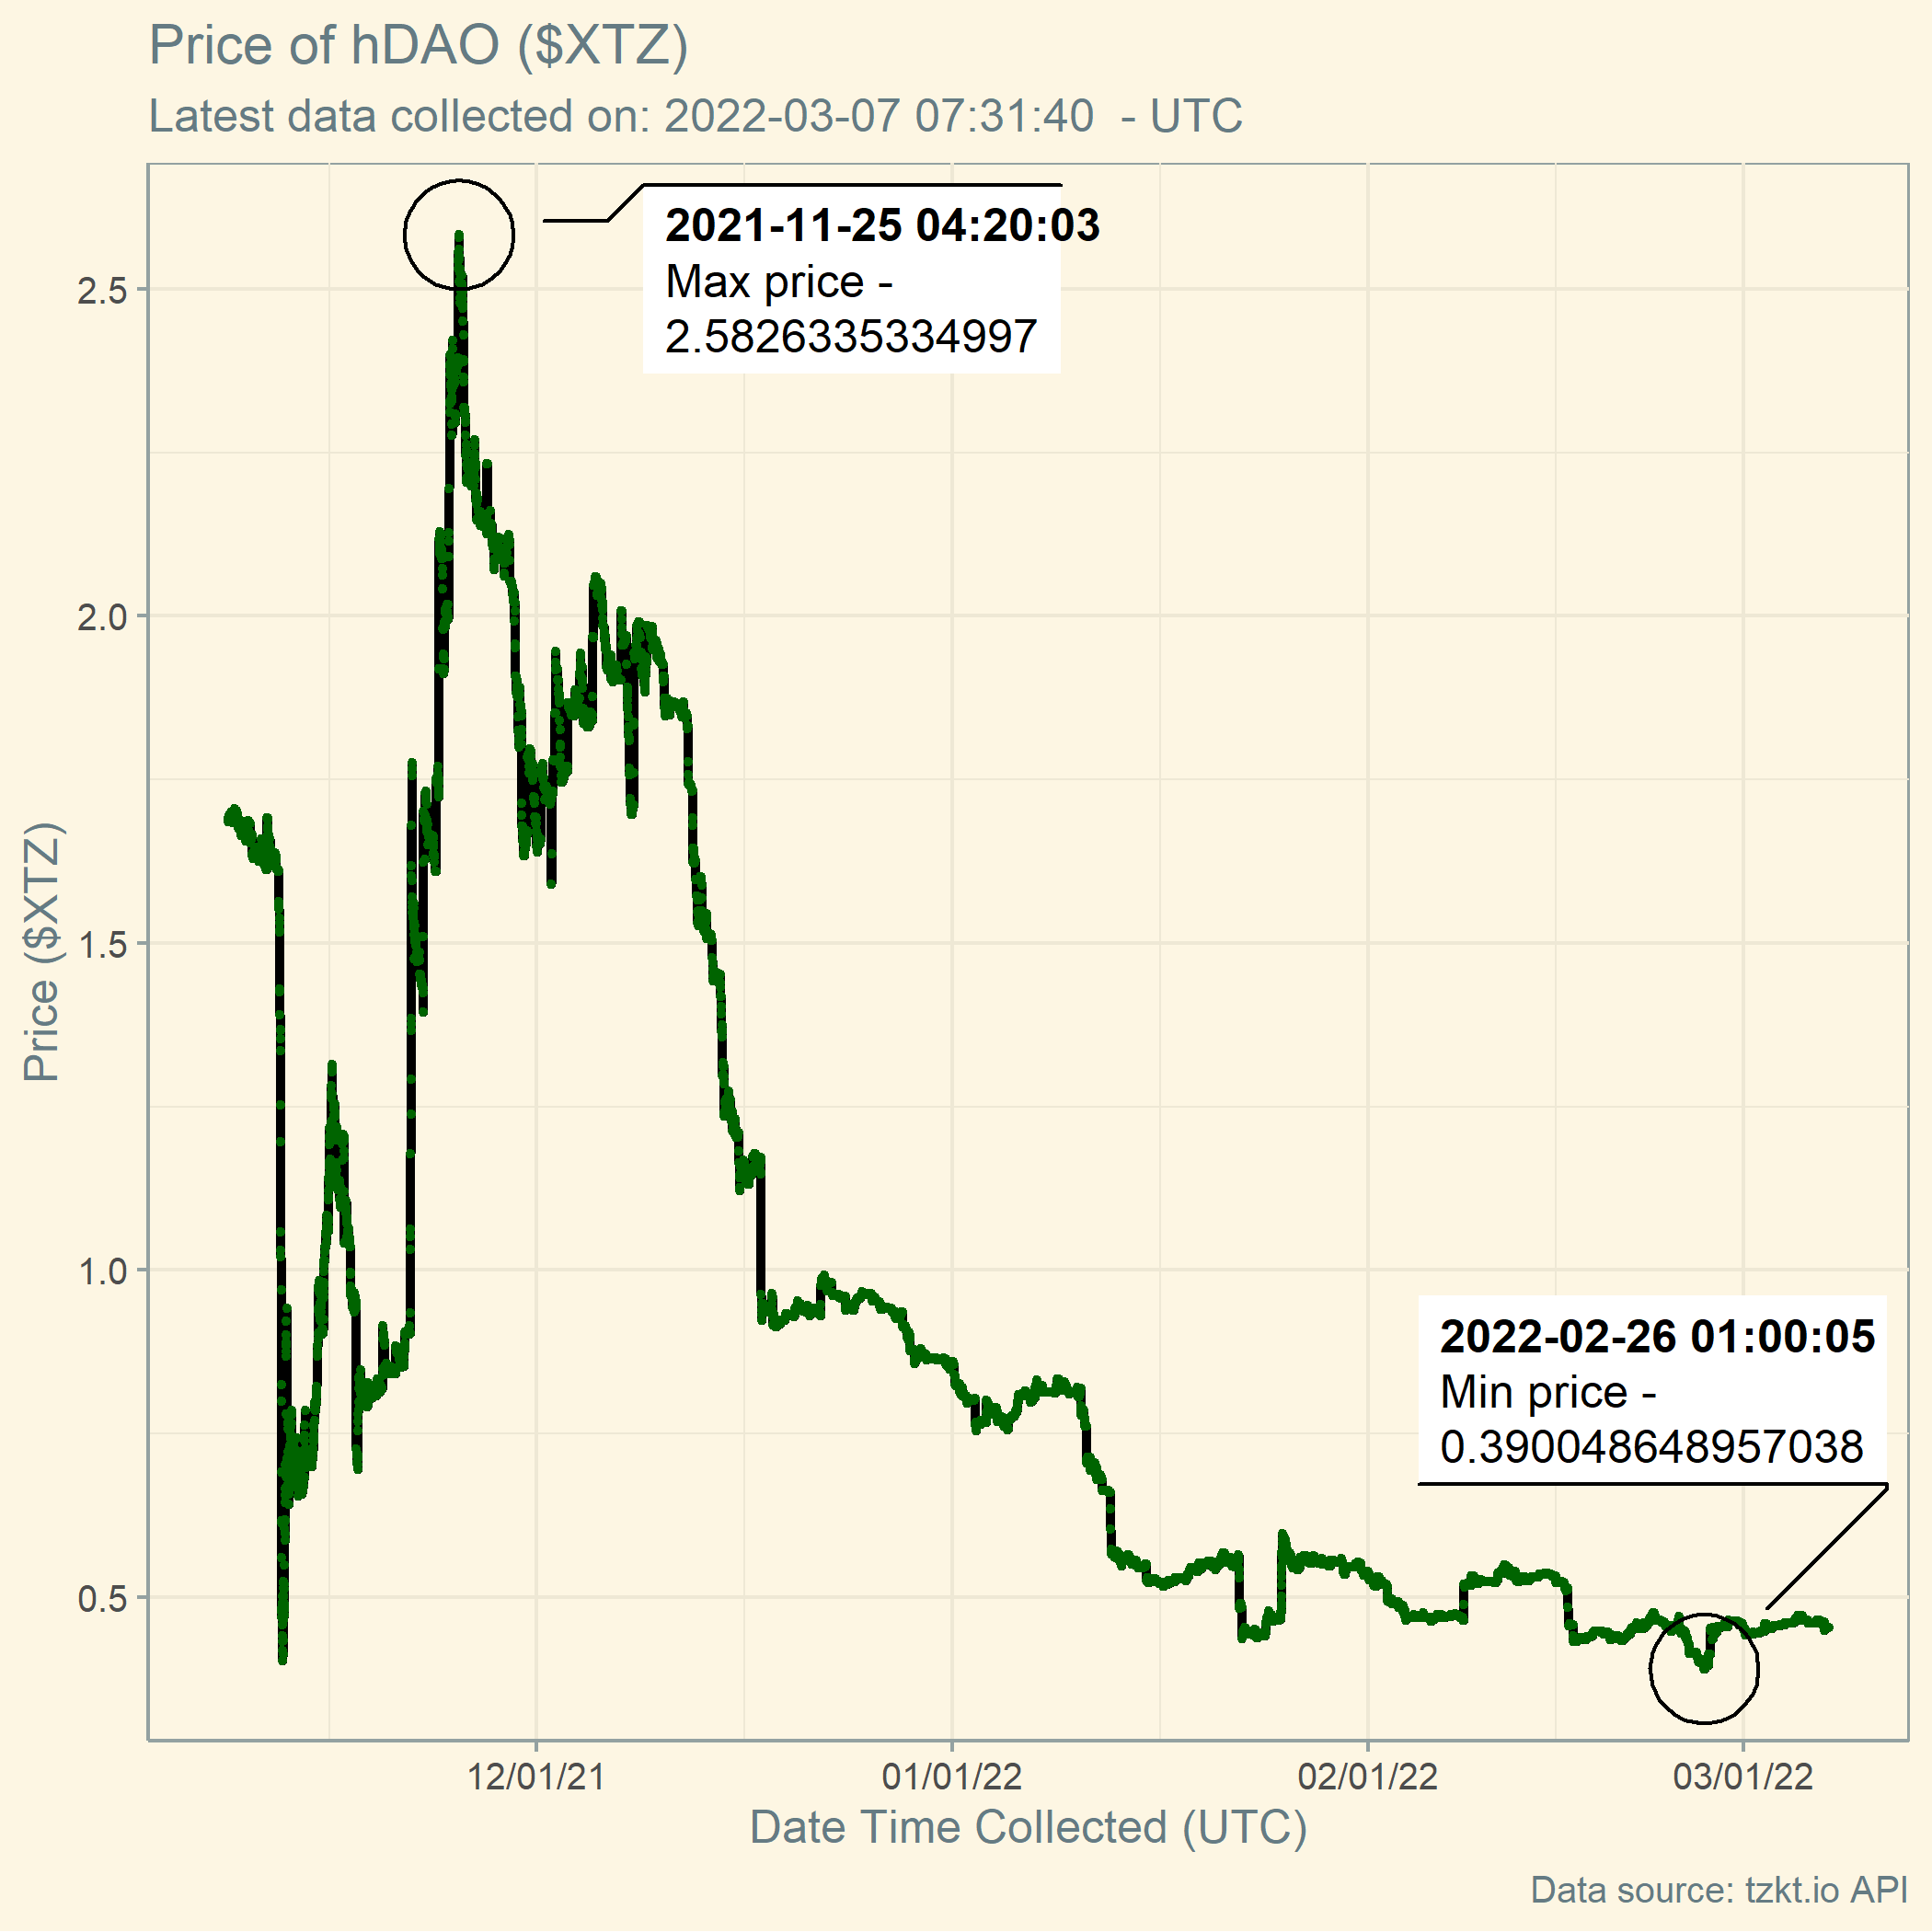 Price of hDAO ($XTZ)
Latest data collected on: 2022-03-07 07:31:40  - UTC
2021-11-25 04:20:03
Max price -
2.5826335334997
2.5
2.0
1.5
1.0
0.5
Price ($XTZ)
2022-02-26 01:00:05
Min price -
0.390048648957038
12/01/21
01/01/22
02/01/22
03/01/22
Date Time Collected (UTC)
Data source: tzkt.io API